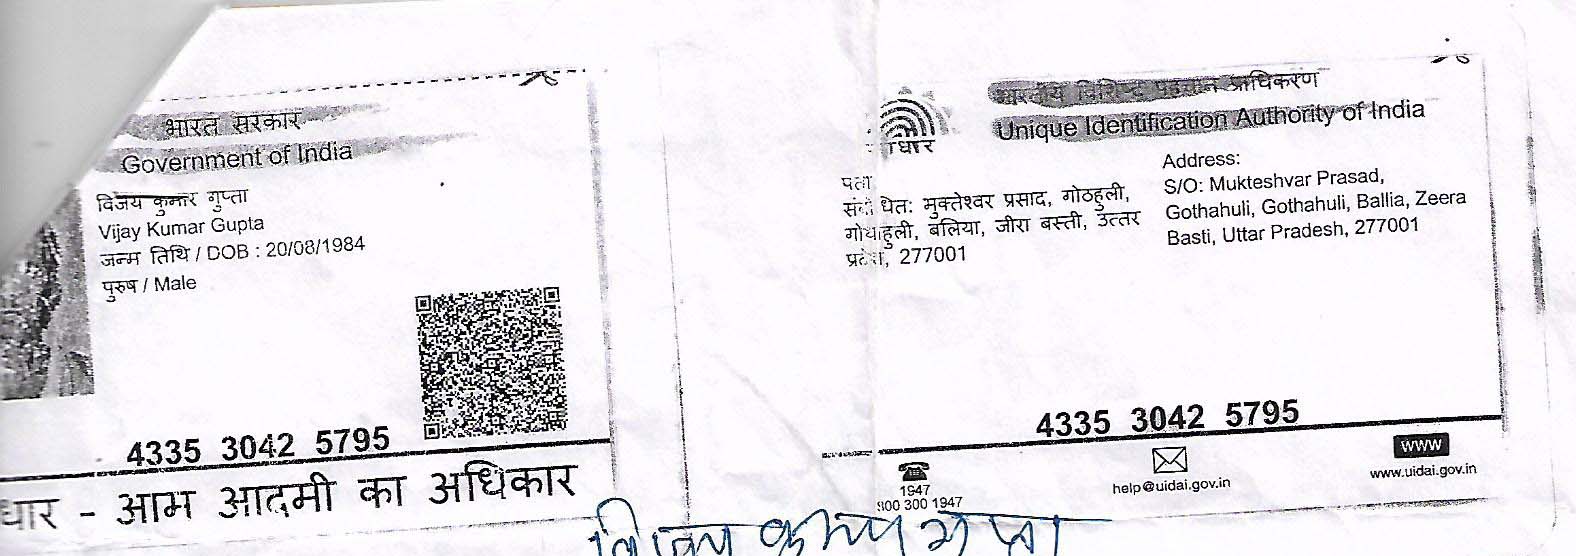 भारत सरकार
Government of India
विजय कुमार गुप्ता
Vijay Kumar Gupta
जन्म तिथि / DOB : 20/08/1984
पुरुष / Male
4335 3042 5795
धार - आम आदमी का अधिकार
भारतीय विशिष्ट पहचान प्राधिकरण
Unique Identification Authority of India
पता
संबंधित: मुक्तेश्वर प्रसाद, गोठहुली,
गोठहुली, बलिया, जीरा बस्ती, उत्तर
प्रदेश, 277001
Address:
S/O: Mukteshvar Prasad,
Gothahuli, Gothahuli, Ballia, Zeera
Basti, Uttar Pradesh, 277001
4335 3042 5795
1947
300 1947
help@uidai.gov.in
www
www.uidai.gov.in
विजय कुमार गुप्ता